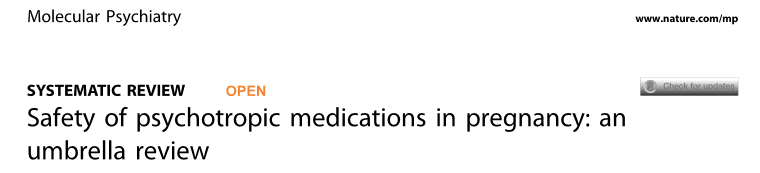 Molecular Psychiatry
www.nature.com/mp
SYSTEMATIC REVIEW OPEN
Check for updates
Safety of psychotropic medications in pregnancy: an
umbrella review